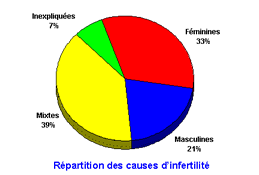 Inexpliquées
7%
Féminines
33%
Mixtes
39%
Masculines
21%
Répartition des causes d'infertilité